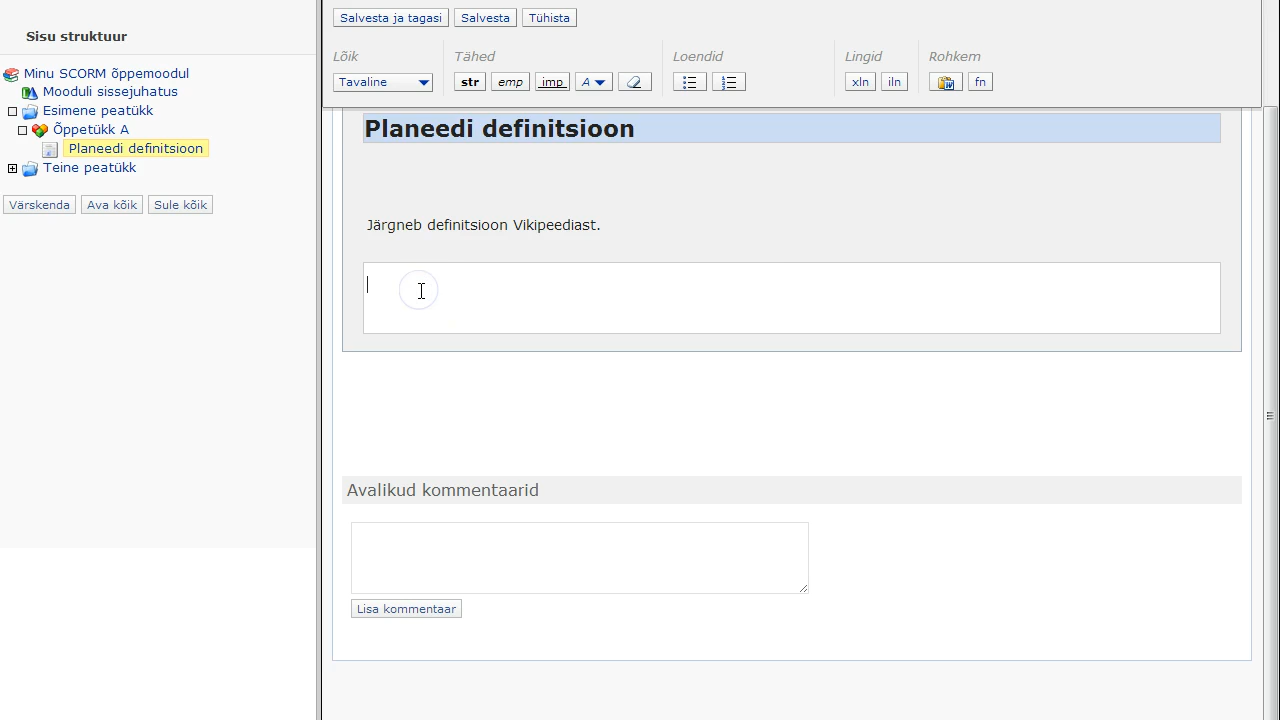 Sisu struktuur
Minu SCORM õppemoodul
Mooduli sissejuhatus
Esimene peatükk
Õppetükk A
Planeedi definitsioon
Teine peatükk
Värskenda Ava kõik Sule kõik
Salvesta ja tagasi Salvesta Tühista
Lõik Tähed Loendid Lingid Rohkem
Tavaline str emp imp A xln iln fn
Planeedi definitsioon
Järgneb definitsioon Vikipeediast.
Avalikud kommentaarid
Lisa kommentaar